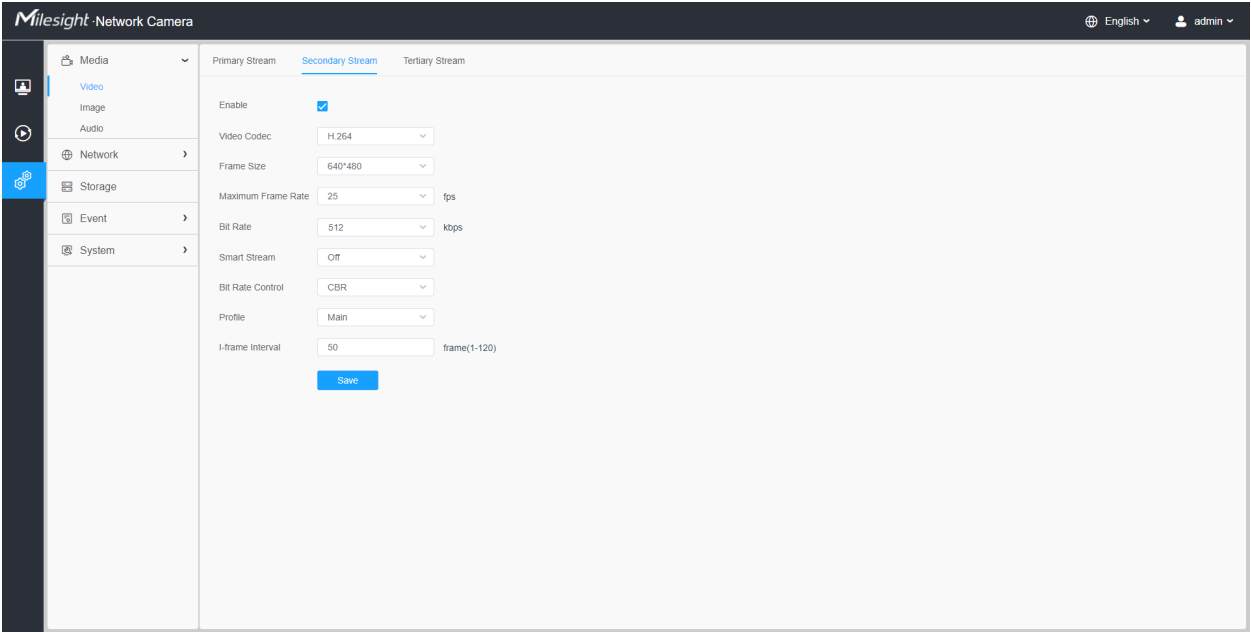 Milesight ·Network Camera
English
admin
Media
Video
Image
Audio
Network
Storage
Event
System
Primary Stream
Secondary Stream
Tertiary Stream
Enable
Video Codec
H.264
Frame Size
640*480
Maximum Frame Rate
25
fps
Bit Rate
512
kbps
Smart Stream
Off
Bit Rate Control
CBR
Profile
Main
I-frame Interval
50
frame(1-120)
Save